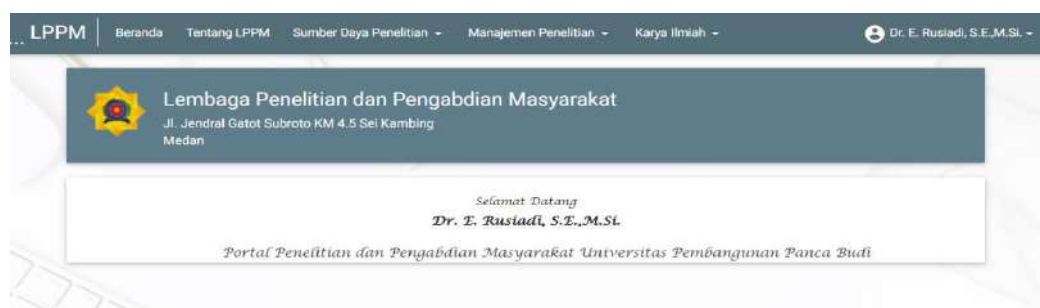 ... LPPM Beranda Tentang LPPM Sumber Daya Penelitian Manajemen Penelitian Karya Ilmiah Dr. E. Rusiadi, S.E.,M.Si.
Lembaga Penelitian dan Pengabdian Masyarakat
Jl. Jendral Gatot Subroto KM 4.5 Sei Kambing
Medan
Selamat Datang
Dr. E. Rusiadi, S.E.,M.Si.
Portal Penelitian dan Pengabdian Masyarakat Universitas Pembangunan Panca Budi